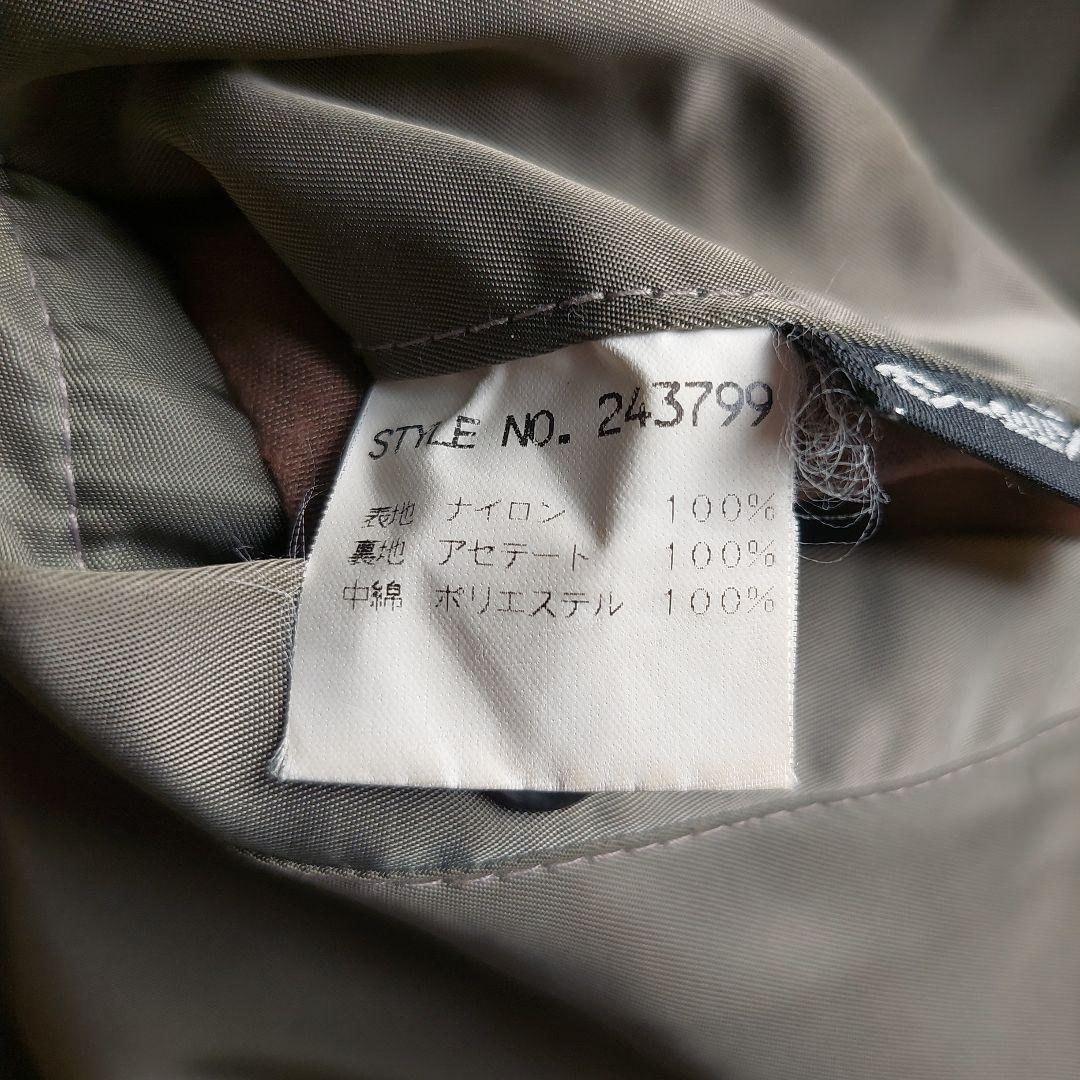 STYLE NO. 243799
表地 ナイロン 100%
裏地 アセテート 100%
中綿 ポリエステル 100%